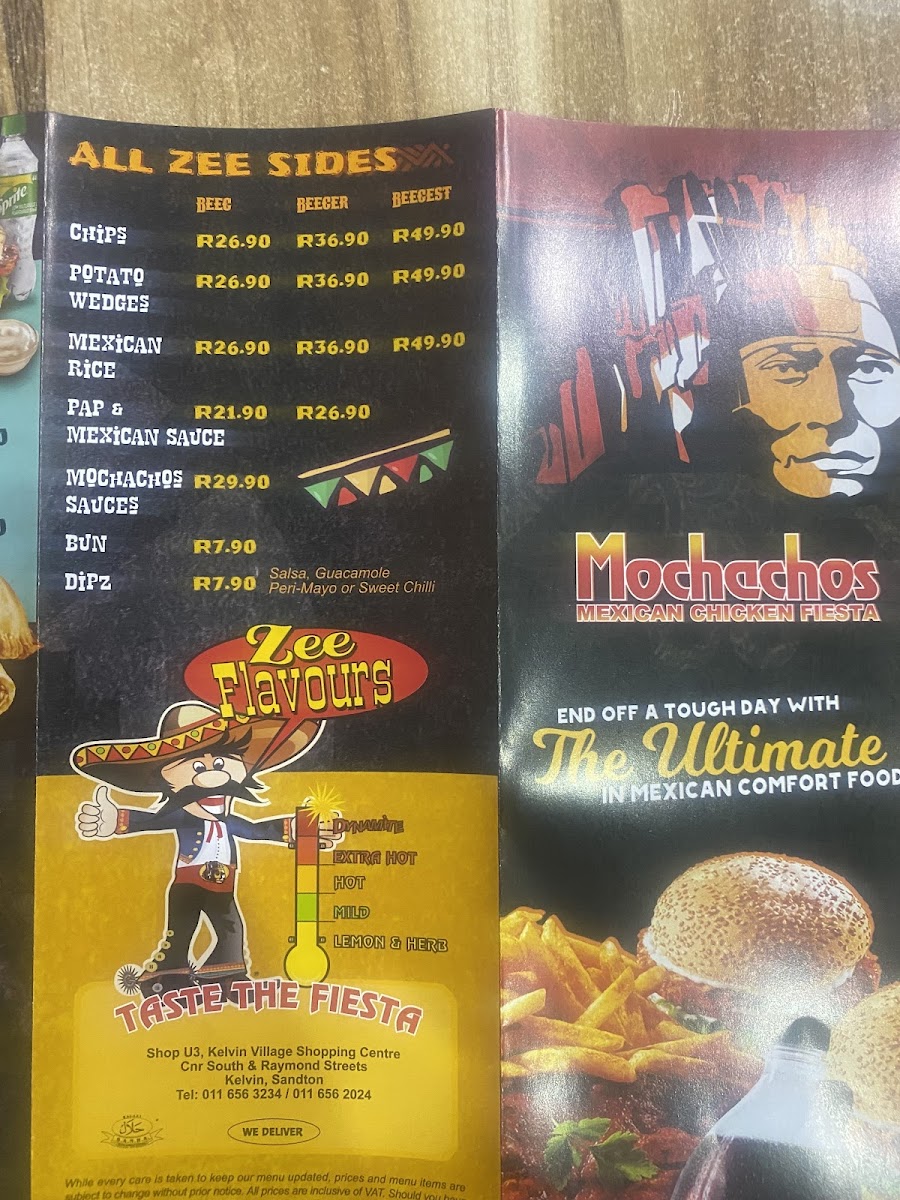 Sprite
ALL ZEE SIDES
BEEG BEEGER BEEGEST
CHIPS R26.90 R36.90 R49.90
POTATO WEDGES R26.90 R36.90 R49.90
MEXICAN RICE R26.90 R36.90 R49.90
PAP & MEXICAN SAUCE R21.90 R26.90
MOCHACHOS SAUCES R29.90
BUN R7.90
DIPZ R7.90 Salsa, Guacamole
Peri-Mayo or Sweet Chilli
Zee
Flavours
DYNAMITE
EXTRA HOT
HOT
MILD
LEMON & HERB
TASTE THE FIESTA
Shop U3, Kelvin Village Shopping Centre
Cnr South & Raymond Streets
Kelvin, Sandton
Tel: 011 656 3234 / 011 656 2024
حلال
SANHA
WE DELIVER
While every care is taken to keep our menu updated, prices and menu items are
subject to change without prior notice. All prices are inclusive of VAT. Should you have
Mochachos
MEXICAN CHICKEN FIESTA
END OFF A TOUGH DAY WITH
The Ultimate
IN MEXICAN COMFORT FOOD